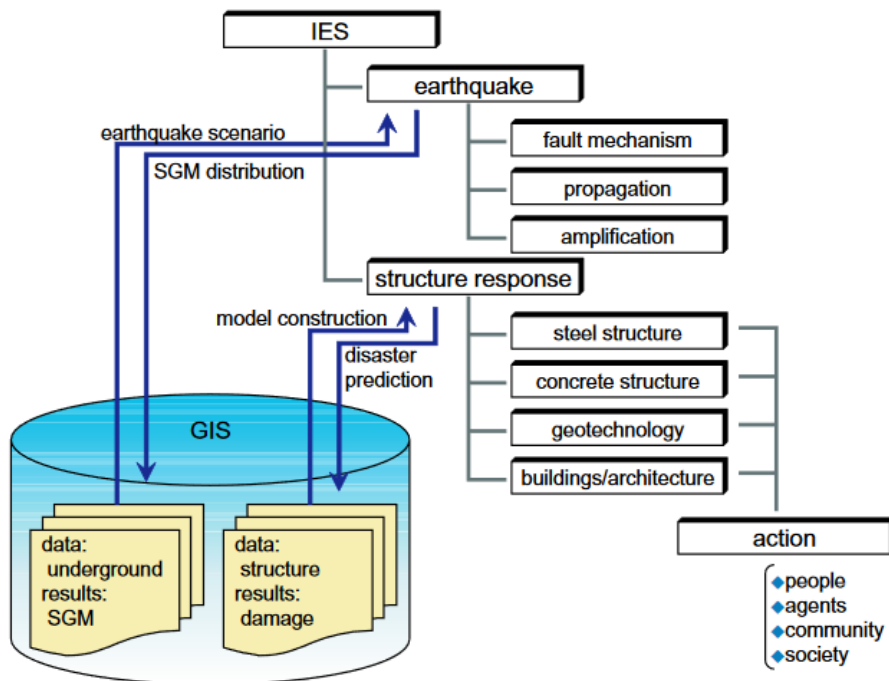 IES
earthquake
earthquake scenario
SGM distribution
fault mechanism
propagation
amplification
structure response
model construction
disaster
prediction
steel structure
concrete structure
geotechnology
buildings/architecture
GIS
data:
underground
results:
SGM
data:
structure
results:
damage
action
people
agents
community
society